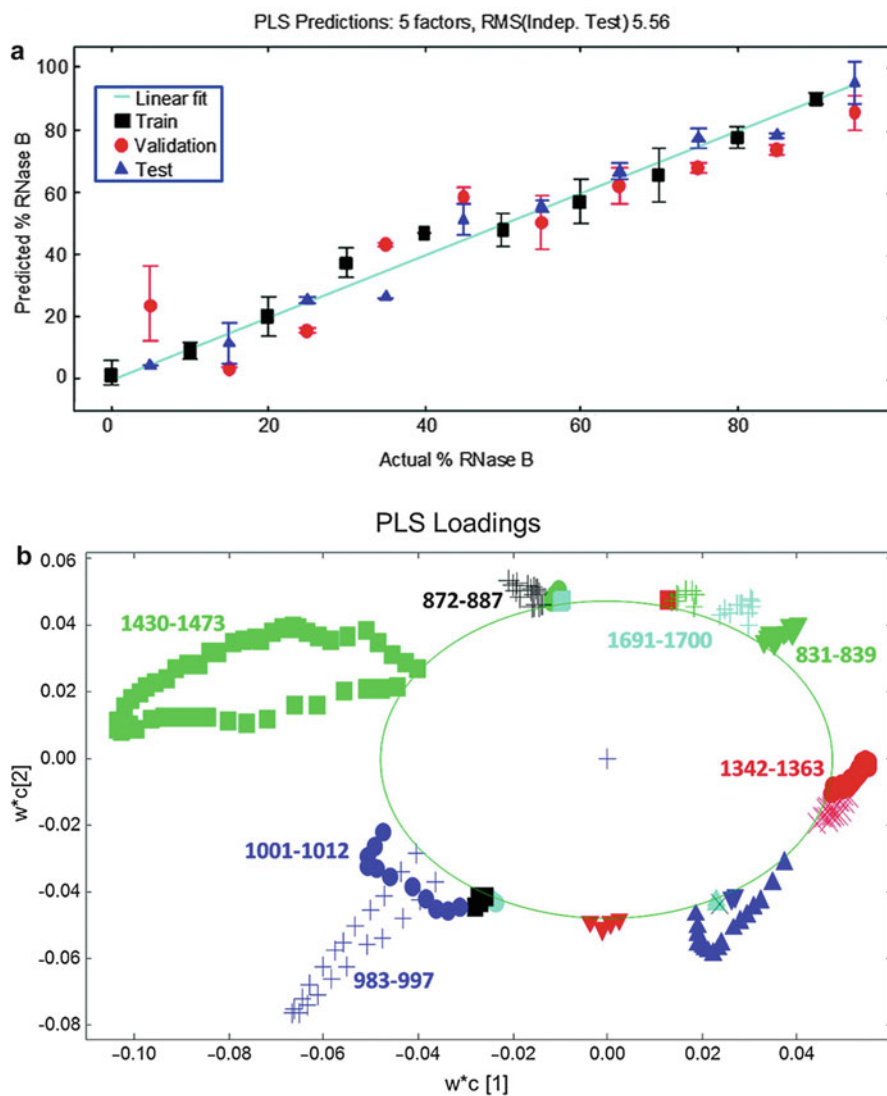 PLS Predictions: 5 factors, RMS(Indep. Test) 5.56
a
100
80
60
40
20
0
Linear fit
Train
Validation
Test
Predicted % RNase B
0 20 40 60 80
Actual % RNase B
PLS Loadings
b
0.06
0.04
0.02
0.00
-0.02
-0.04
-0.06
-0.08
w*c[2]
872-887
1430-1473
1691-1700
831-839
1342-1363
1001-1012
983-997
-0.10 -0.08 -0.06 -0.04 -0.02 0.00 0.02 0.04
w*c [1]